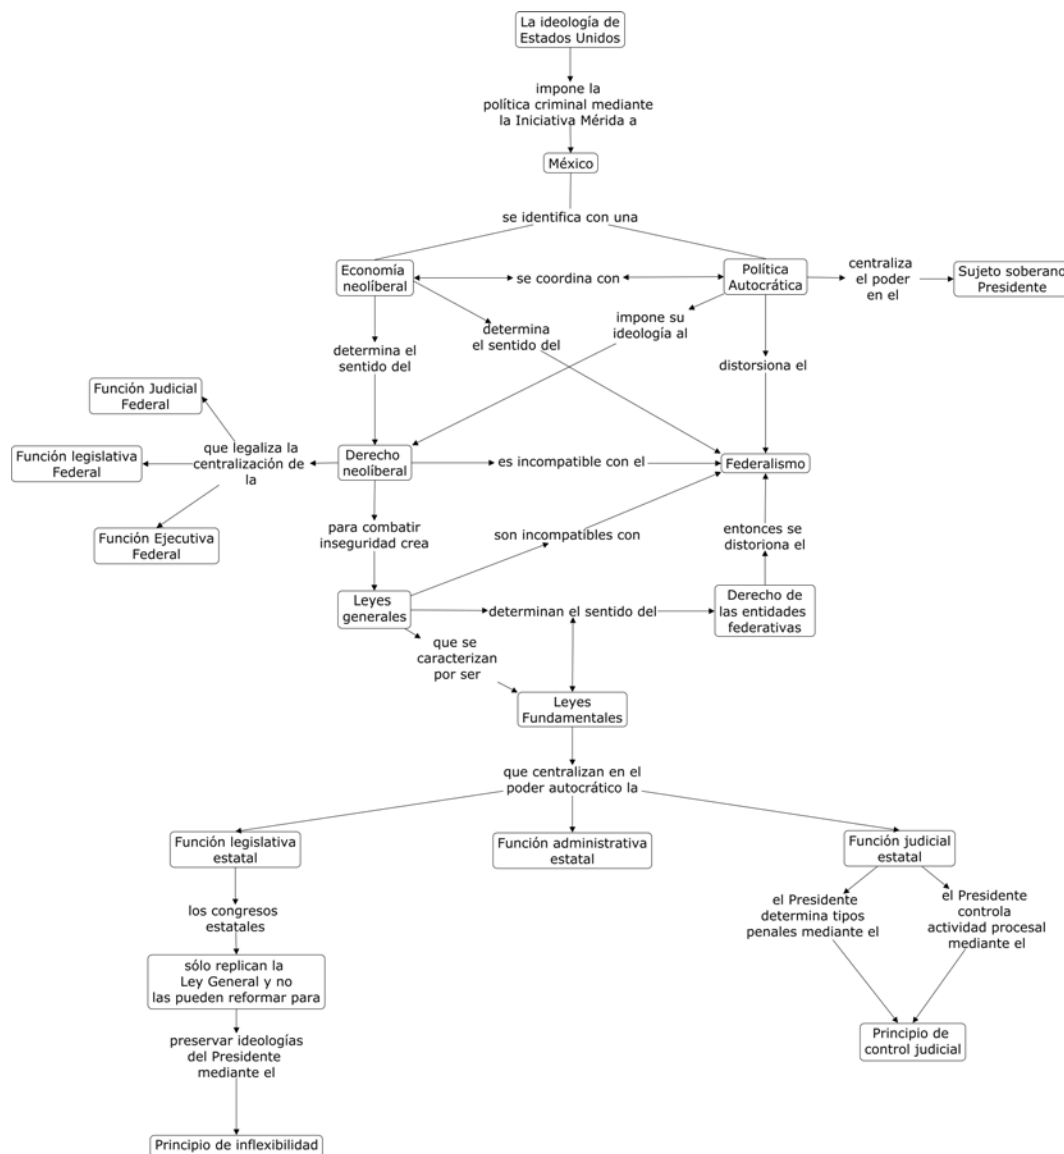 La ideología de
Estados Unidos
impone la
política criminal mediante
la Iniciativa Mérida a
México
se identifica con una
Economía
neolíberal
se coordina con
Política
Autocrática
centraliza
el poder
en el
Sujeto soberano
Presidente
determina el
sentido del
determina
el sentido del
impone su
ideología al
distorsiona el
Función Judicial
Federal
Función legislativa
Federal
Función Ejecutiva
Federal
que legaliza la
centralización de
la
Derecho
neolíberal
es incompatible con el
Federalismo
para combatir
inseguridad crea
son incompatibles con
entonces se
distoriona el
Leyes
generales
determinan el sentido del
Derecho de
las entidades
federativas
que se
caracterizan
por ser
Leyes
Fundamentales
que centralizan en el
poder autocrático la
Función legislativa
estatal
Función administrativa
estatal
Función judicial
estatal
los congresos
estatales
el Presidente
determina tipos
penales mediante el
el Presidente
controla
actividad procesal
mediante el
sólo replican la
Ley General y no
las pueden reformar para
preservar ideologías
del Presidente
mediante el
Principio de
control judicial
Principio de inflexibilidad